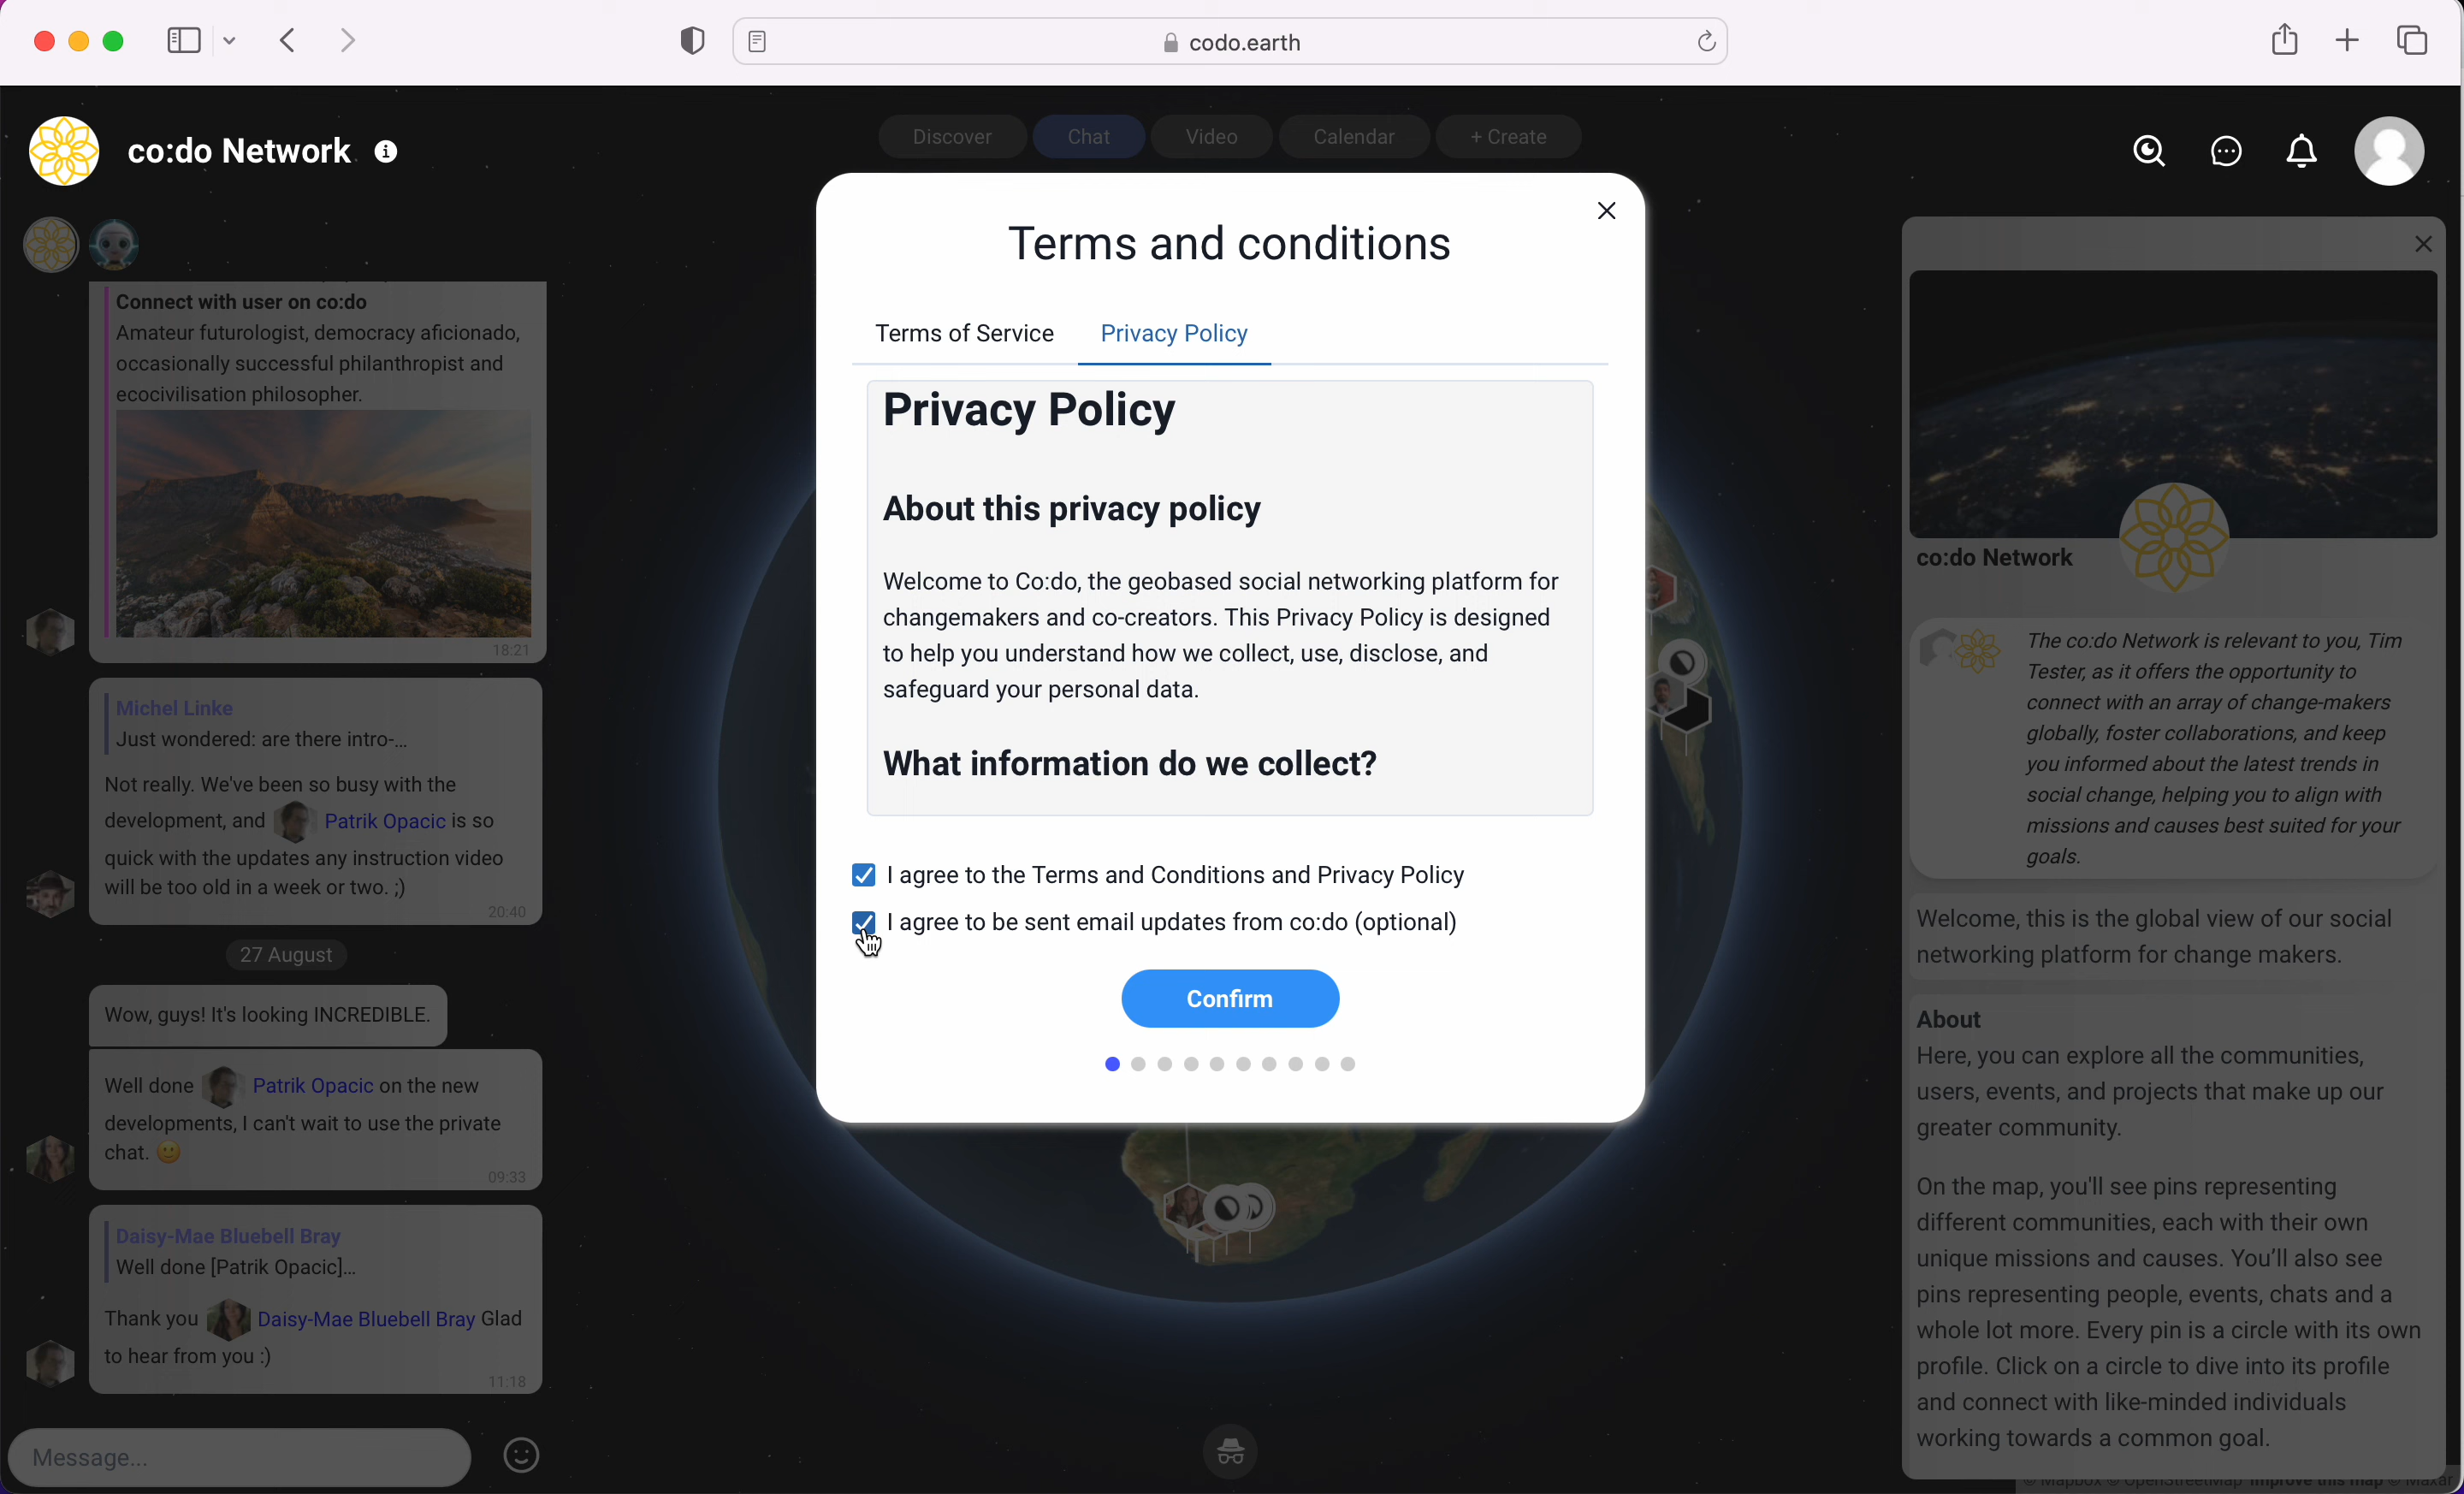 codo.earth
co:do Network
Discover
Chat
Video
Calendar
+ Create
Connect with user on co:do
Amateur futurologist, democracy aficionado,
occasionally successful philanthropist and
ecocivilisation philosopher.
18:21
Michel Linke
Just wondered: are there intro-...
Not really. We've been so busy with the
development, and Patrik Opacic is so
quick with the updates any instruction video
will be too old in a week or two. ;)
20:40
27 August
Wow, guys! It's looking INCREDIBLE.
Well done Patrik Opacic on the new
developments, I can't wait to use the private
chat. 🙂
09:33
Daisy-Mae Bluebell Bray
Well done [Patrik Opacic]...
Thank you Daisy-Mae Bluebell Bray Glad
to hear from you :)
11:18
Message...
Terms and conditions
Terms of Service
Privacy Policy
Privacy Policy
About this privacy policy
Welcome to Co:do, the geobased social networking platform for
changemakers and co-creators. This Privacy Policy is designed
to help you understand how we collect, use, disclose, and
safeguard your personal data.
What information do we collect?
I agree to the Terms and Conditions and Privacy Policy
I agree to be sent email updates from co:do (optional)
Confirm
co:do Network
The co:do Network is relevant to you, Tim
Tester, as it offers the opportunity to
connect with an array of change-makers
globally, foster collaborations, and keep
you informed about the latest trends in
social change, helping you to align with
missions and causes best suited for your
goals.
Welcome, this is the global view of our social
networking platform for change makers.
About
Here, you can explore all the communities,
users, events, and projects that make up our
greater community.
On the map, you'll see pins representing
different communities, each with their own
unique missions and causes. You'll also see
pins representing people, events, chats and a
whole lot more. Every pin is a circle with its own
profile. Click on a circle to dive into its profile
and connect with like-minded individuals
working towards a common goal.
© Mapbox © OpenStreetMap Improve this map © Maxar